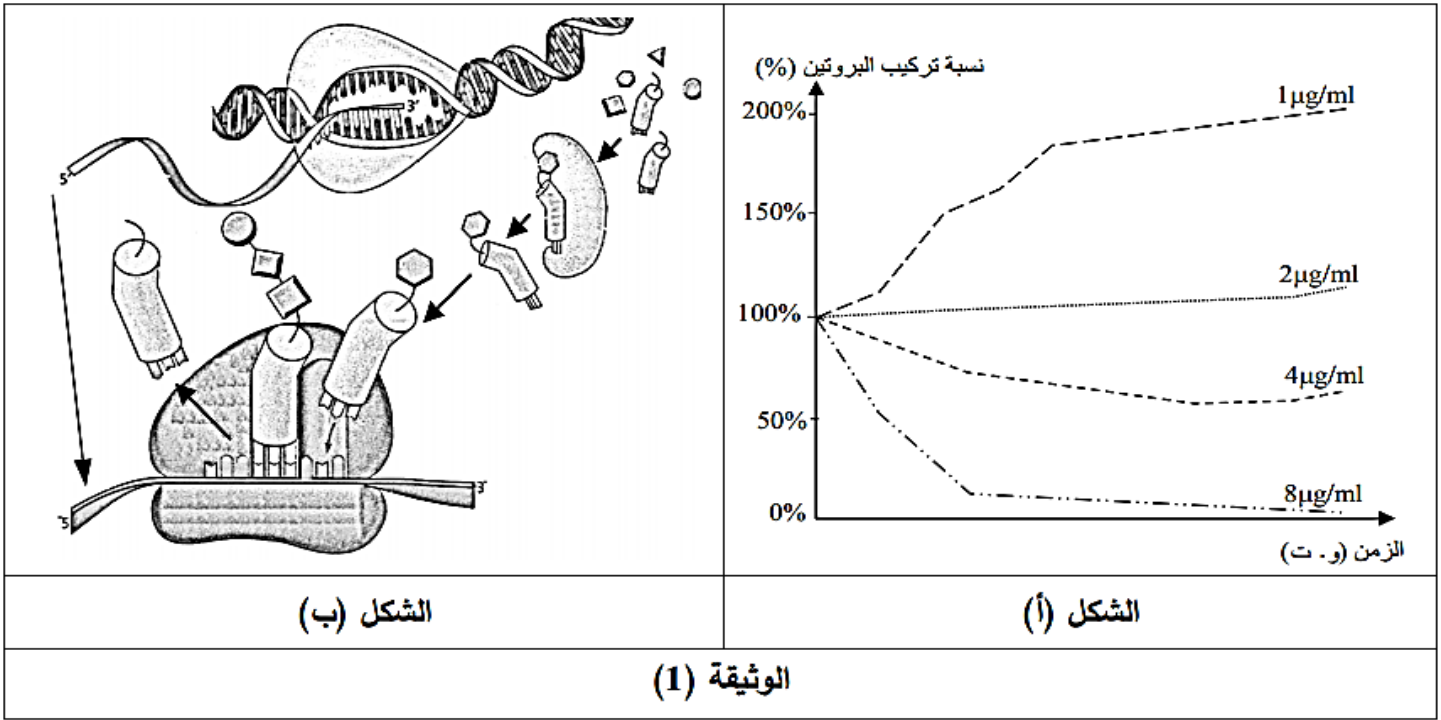 نسبة تركيب البروتين (%)
200%
150%
100%
50%
0%
1µg/ml
2µg/ml
4µg/ml
8µg/ml
الزمن (و. ت)
3'
5'
"5
3'
الشكل (أ)
الشكل (ب)
الوثيقة (1)